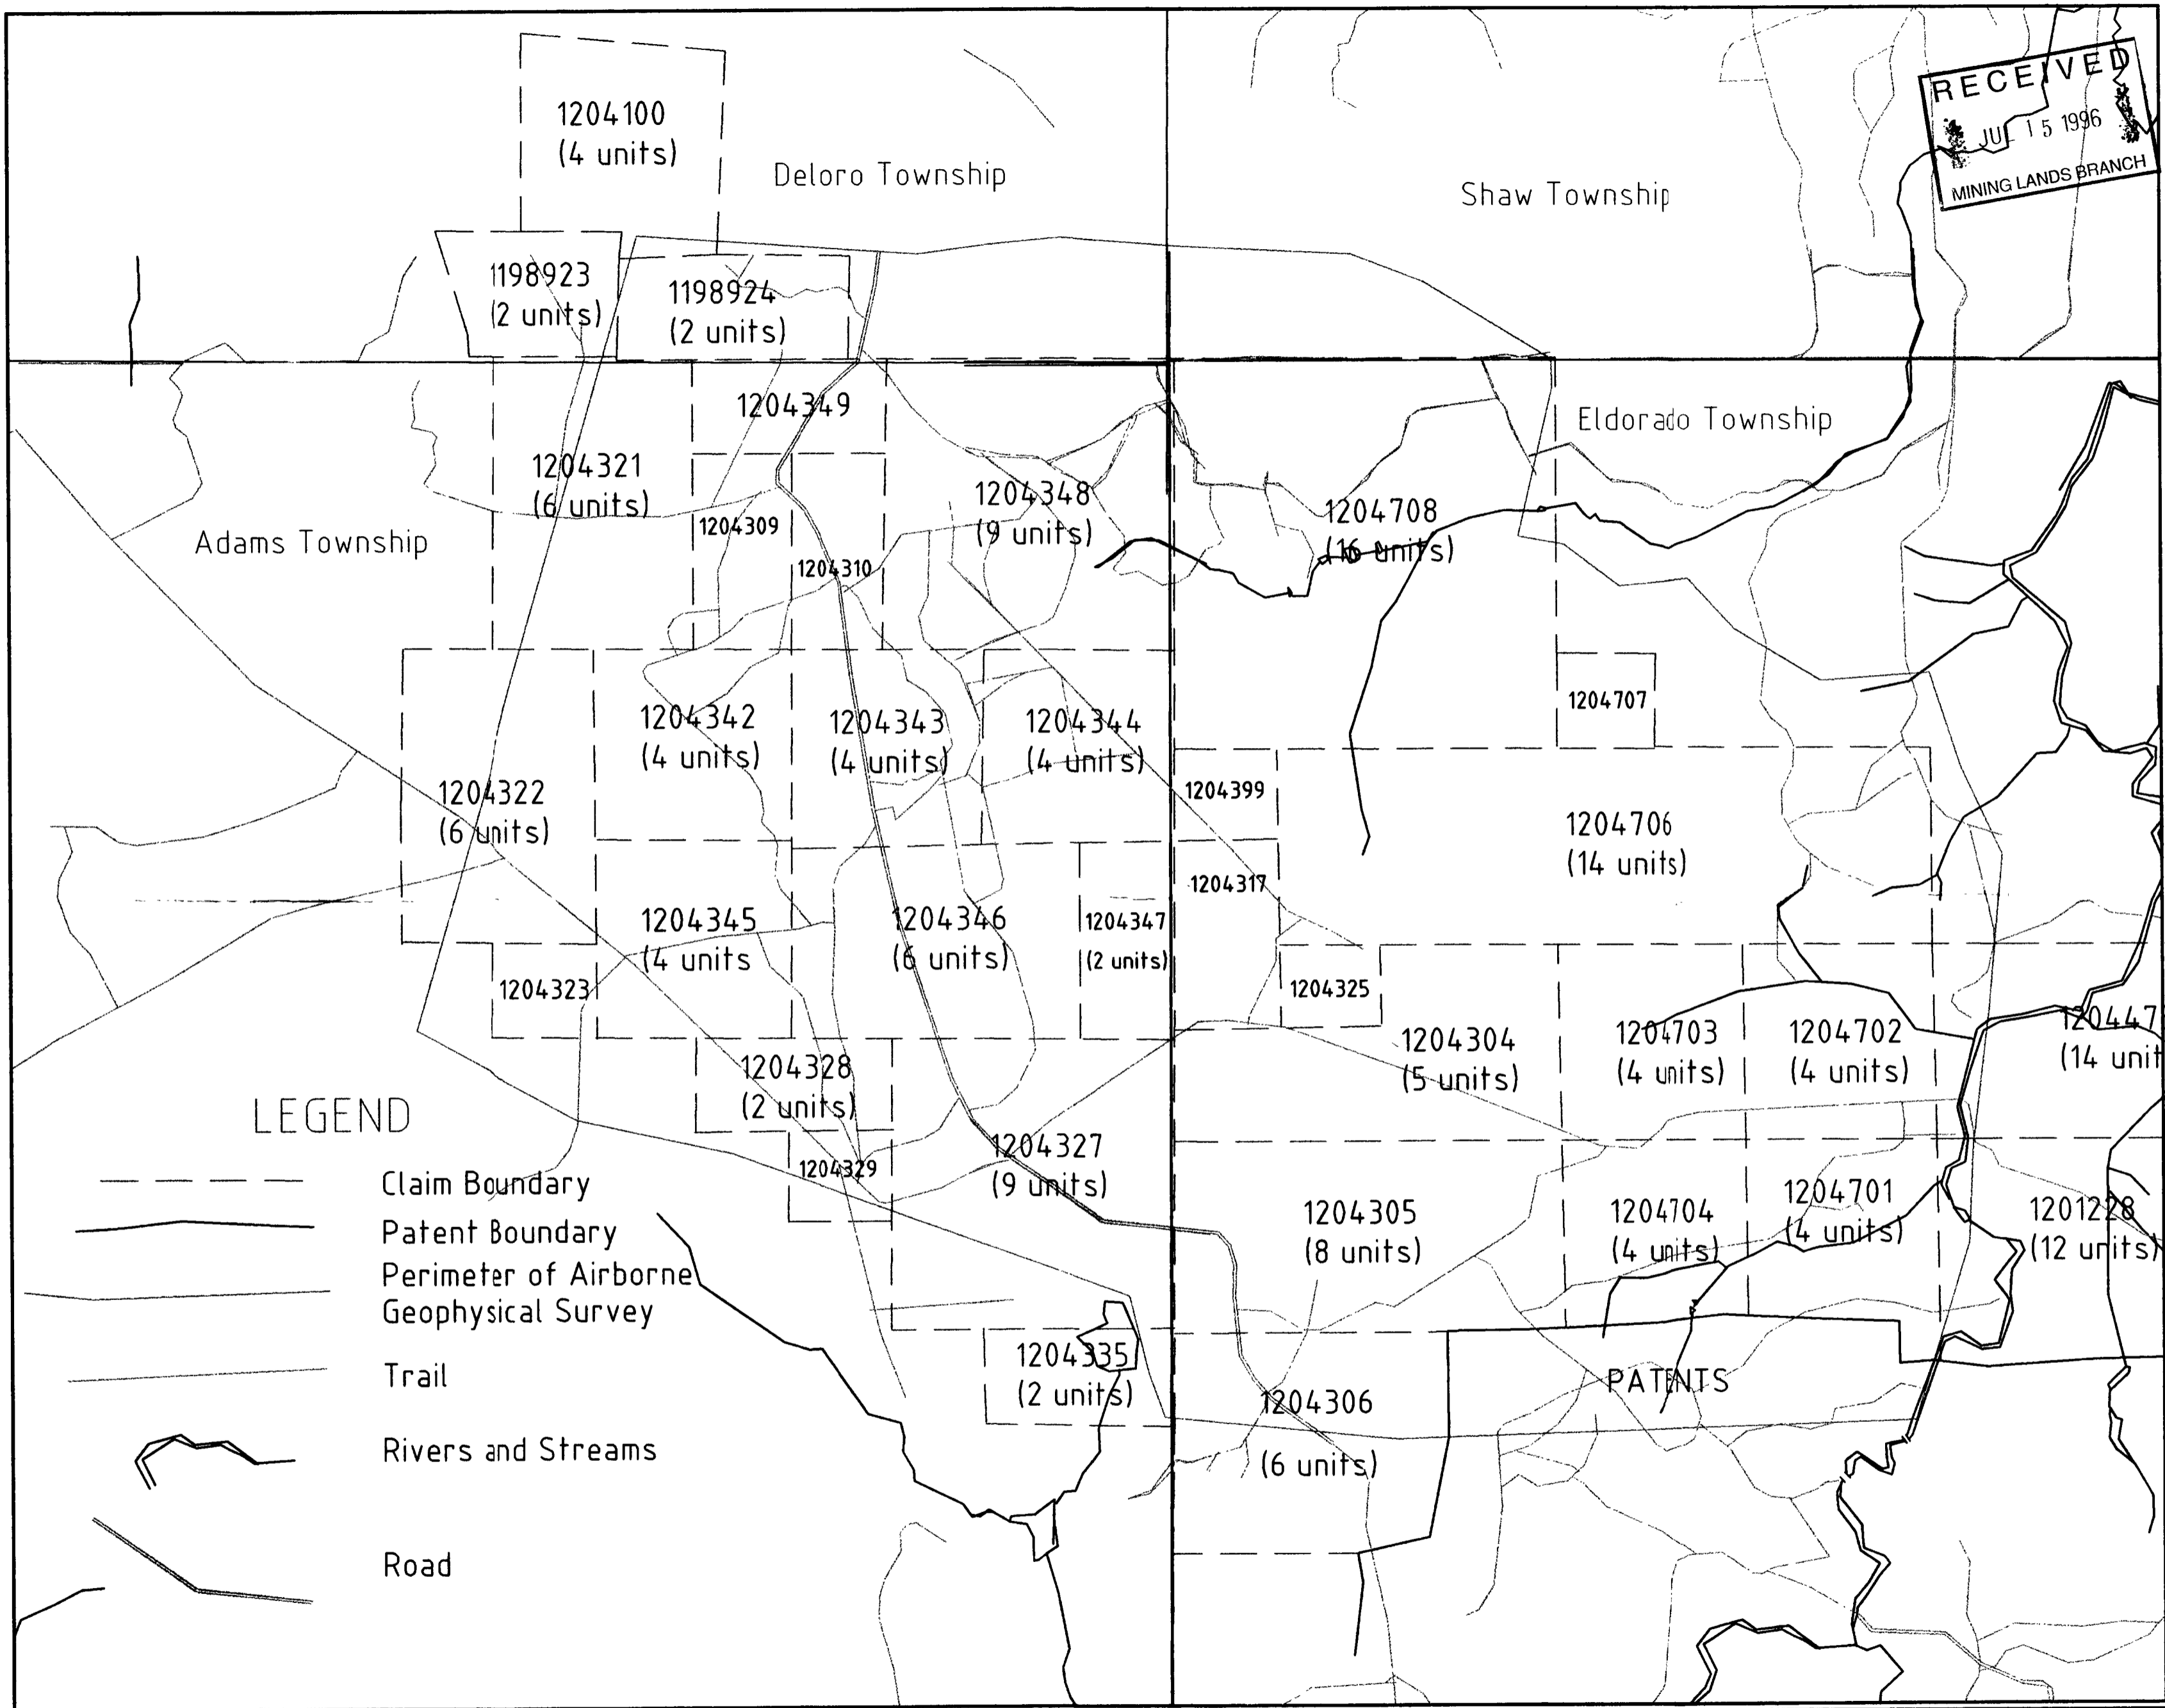 1204100
(4 units)
Deloro Township
Shaw Township
RECEIVED
JUL 15 1996
MINING LANDS BRANCH
1198923
(2 units)
1198924
(2 units)
1204349
Eldorado Township
1204321
(6 units)
1204309
1204348
(9 units)
1204708
(16 units)
Adams Township
1204310
1204707
1204342
(4 units)
1204343
(4 units)
1204344
(4 units)
1204322
(6 units)
1204399
1204706
(14 units)
1204317
1204345
(4 units
1204346
(6 units)
1204347
(2 units)
1204323
1204325
1204304
(5 units)
1204703
(4 units)
1204702
(4 units)
120447
(14 unit
1204328
(2 units)
1204327
(9 units)
1204329
1204305
(8 units)
1204704
(4 units)
1204701
(4 units)
1201228
(12 units)
1204335
(2 units)
1204306
(6 units)
PATENTS
LEGEND
Claim Boundary
Patent Boundary
Perimeter of Airborne
Geophysical Survey
Trail
Rivers and Streams
Road